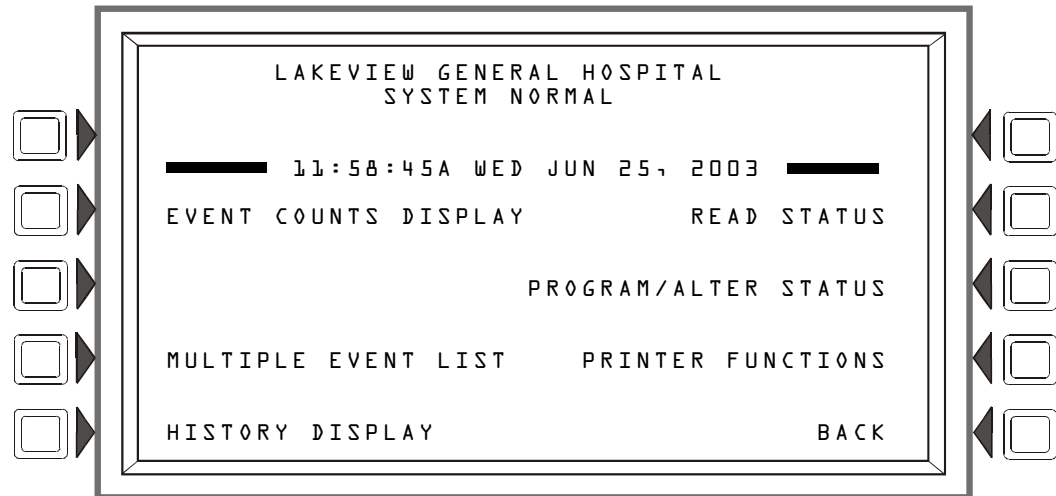 LAKEVIEW GENERAL HOSPITAL
SYSTEM NORMAL
11:58:45A WED JUN 25, 2003
EVENT COUNTS DISPLAY READ STATUS
PROGRAM/ALTER STATUS
MULTIPLE EVENT LIST PRINTER FUNCTIONS
HISTORY DISPLAY BACK